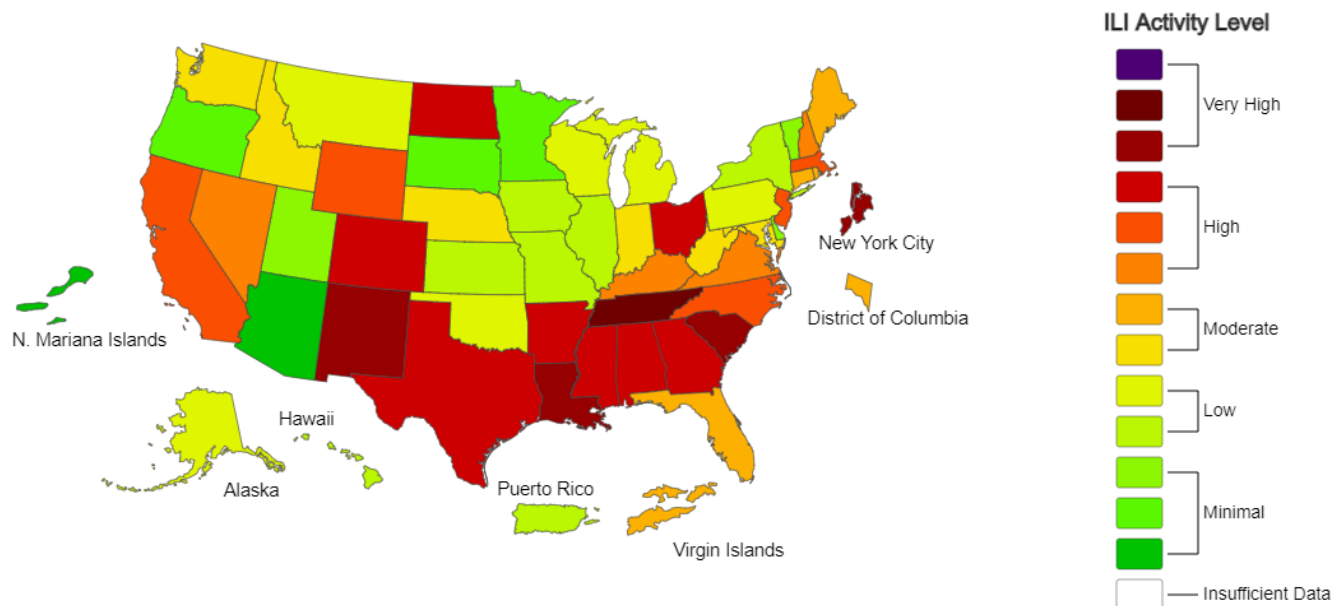 ILI Activity Level
Very High
High
Moderate
Low
Minimal
Insufficient Data
New York City
District of Columbia
N. Mariana Islands
Hawaii
Alaska
Puerto Rico
Virgin Islands